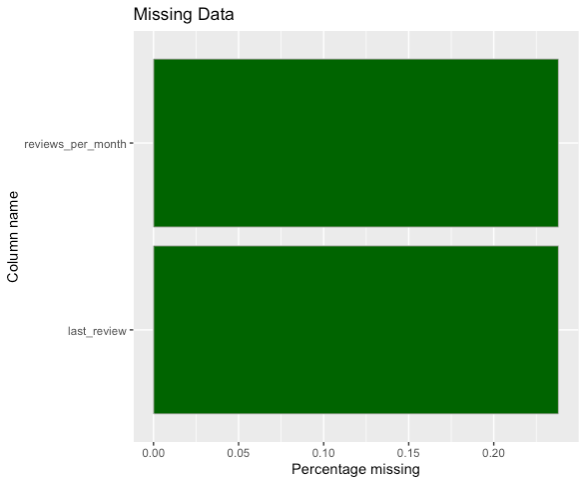 Missing Data
Column name
reviews_per_month
last_review
0.00 0.05 0.10 0.15 0.20
Percentage missing